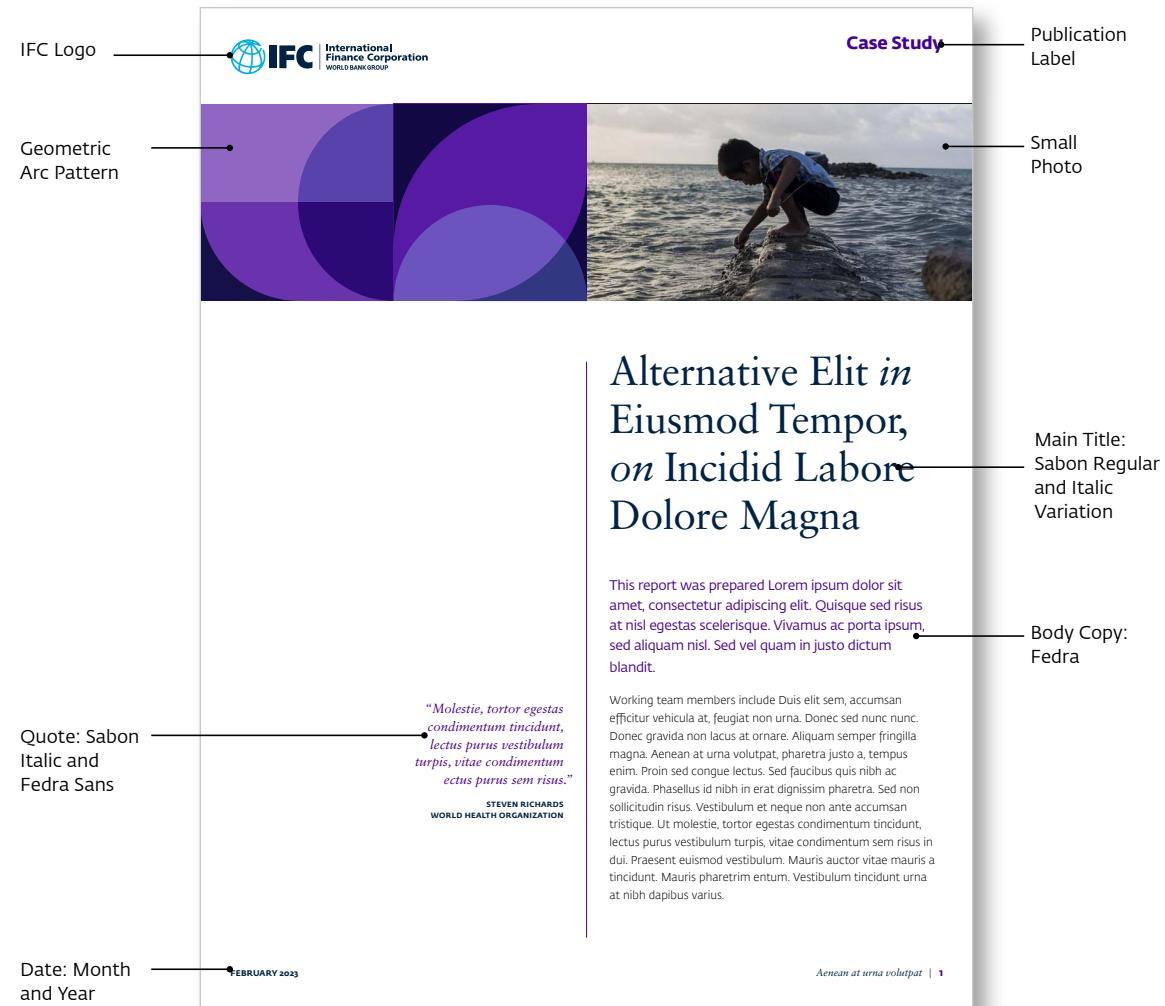 IFC Logo
IFC
International
Finance Corporation
WORLD BANK GROUP
Case Study
Publication
Label
Geometric
Arc Pattern
Small
Photo
Alternative Elit in
Eiusmod Tempor,
on Incidid Labore
Dolore Magna
Main Title:
Sabon Regular
and Italic
Variation
This report was prepared Lorem ipsum dolor sit
amet, consectetur adipiscing elit. Quisque sed risus
at nisl egestas scelerisque. Vivamus ac porta ipsum,
sed aliquam nisl. Sed vel quam in justo dictum
blandit.
Body Copy:
Fedra
Working team members include Duis elit sem, accumsan
efficitur vehicula at, feugiat non urna. Donec sed nunc nunc.
Donec gravida non lacus at ornare. Aliquam semper fringilla
magna. Aenean at urna volutpat, pharetra justo a, tempus
enim. Proin sed congue lectus. Sed faucibus quis nibh ac
gravida. Phasellus id nibh in erat dignissim pharetra. Sed non
sollicitudin risus. Vestibulum et neque non ante accumsan
tristique. Ut molestie, tortor egestas condimentum tincidunt,
lectus purus vestibulum turpis, vitae condimentum sem risus in
dui. Praesent euismod vestibulum. Mauris auctor vitae mauris a
tincidunt. Mauris pharetrim entum. Vestibulum tincidunt urna
at nibh dapibus varius.
Quote: Sabon
Italic and
Fedra Sans
“Molestie, tortor egestas
condimentum tincidunt,
lectus purus vestibulum
turpis, vitae condimentum
ectus purus sem risus.”
STEVEN RICHARDS
WORLD HEALTH ORGANIZATION
Date: Month
and Year
FEBRUARY 2023
Aenean at urna volutpat | 1